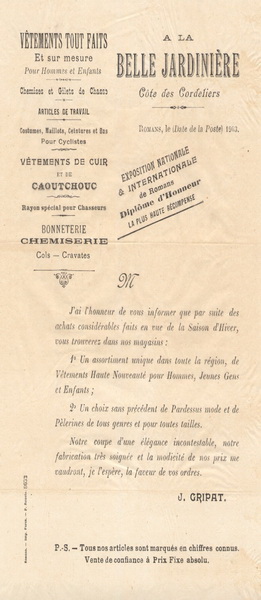 VÊTEMENTS TOUT FAITS
Et sur mesure
Pour Hommes et Enfants
Chemises et Gilets de Chasse
ARTICLES DE TRAVAIL
Costumes, Maillots, Ceintures et Bas
Pour Cyclistes
VÊTEMENTS DE CUIR
ET DE
CAOUTCHOUC
Rayon spécial pour Chasseurs
BONNETERIE
CHEMISERIE
Cols — Cravates
A LA
BELLE JARDINIÈRE
Côte des Cordeliers
ROMANS, le (Date de la Poste) 1903.
EXPOSITION NATIONALE
& INTERNATIONALE
de Romans
Diplôme d'Honneur
LA PLUS HAUTE RÉCOMPENSE
M
J'ai l'honneur de vous informer que par suite des
achats considérables faits en vue de la Saison d'Hiver,
vous trouverez dans nos magasins :
1º Un assortiment unique dans toute la région, de
Vêtements Haute Nouveauté pour Hommes, Jeunes Gens
et Enfants ;
2º Un choix sans précédent de Pardessus mode et de
Pèlerines de tous genres et pour toutes tailles.
Notre coupe d'une élégance incontestable, notre
fabrication très soignée et la modicité de nos prix me
vaudront, je l'espère, la faveur de vos ordres.
J. GRIPAT.
P.-S. — Tous nos articles sont marqués en chiffres connus.
Vente de confiance à Prix Fixe absolu.